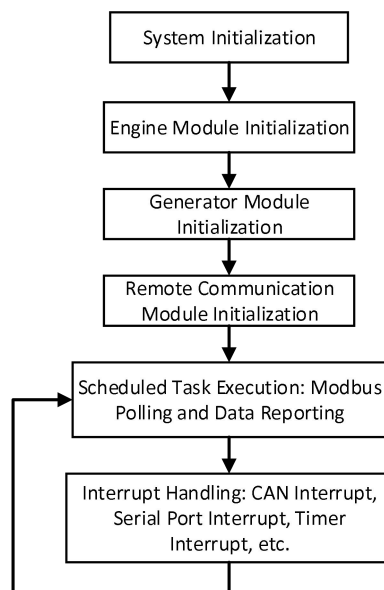 System Initialization
Engine Module Initialization
Generator Module
Initialization
Remote Communication
Module Initialization
Scheduled Task Execution: Modbus
Polling and Data Reporting
Interrupt Handling: CAN Interrupt,
Serial Port Interrupt, Timer
Interrupt, etc.